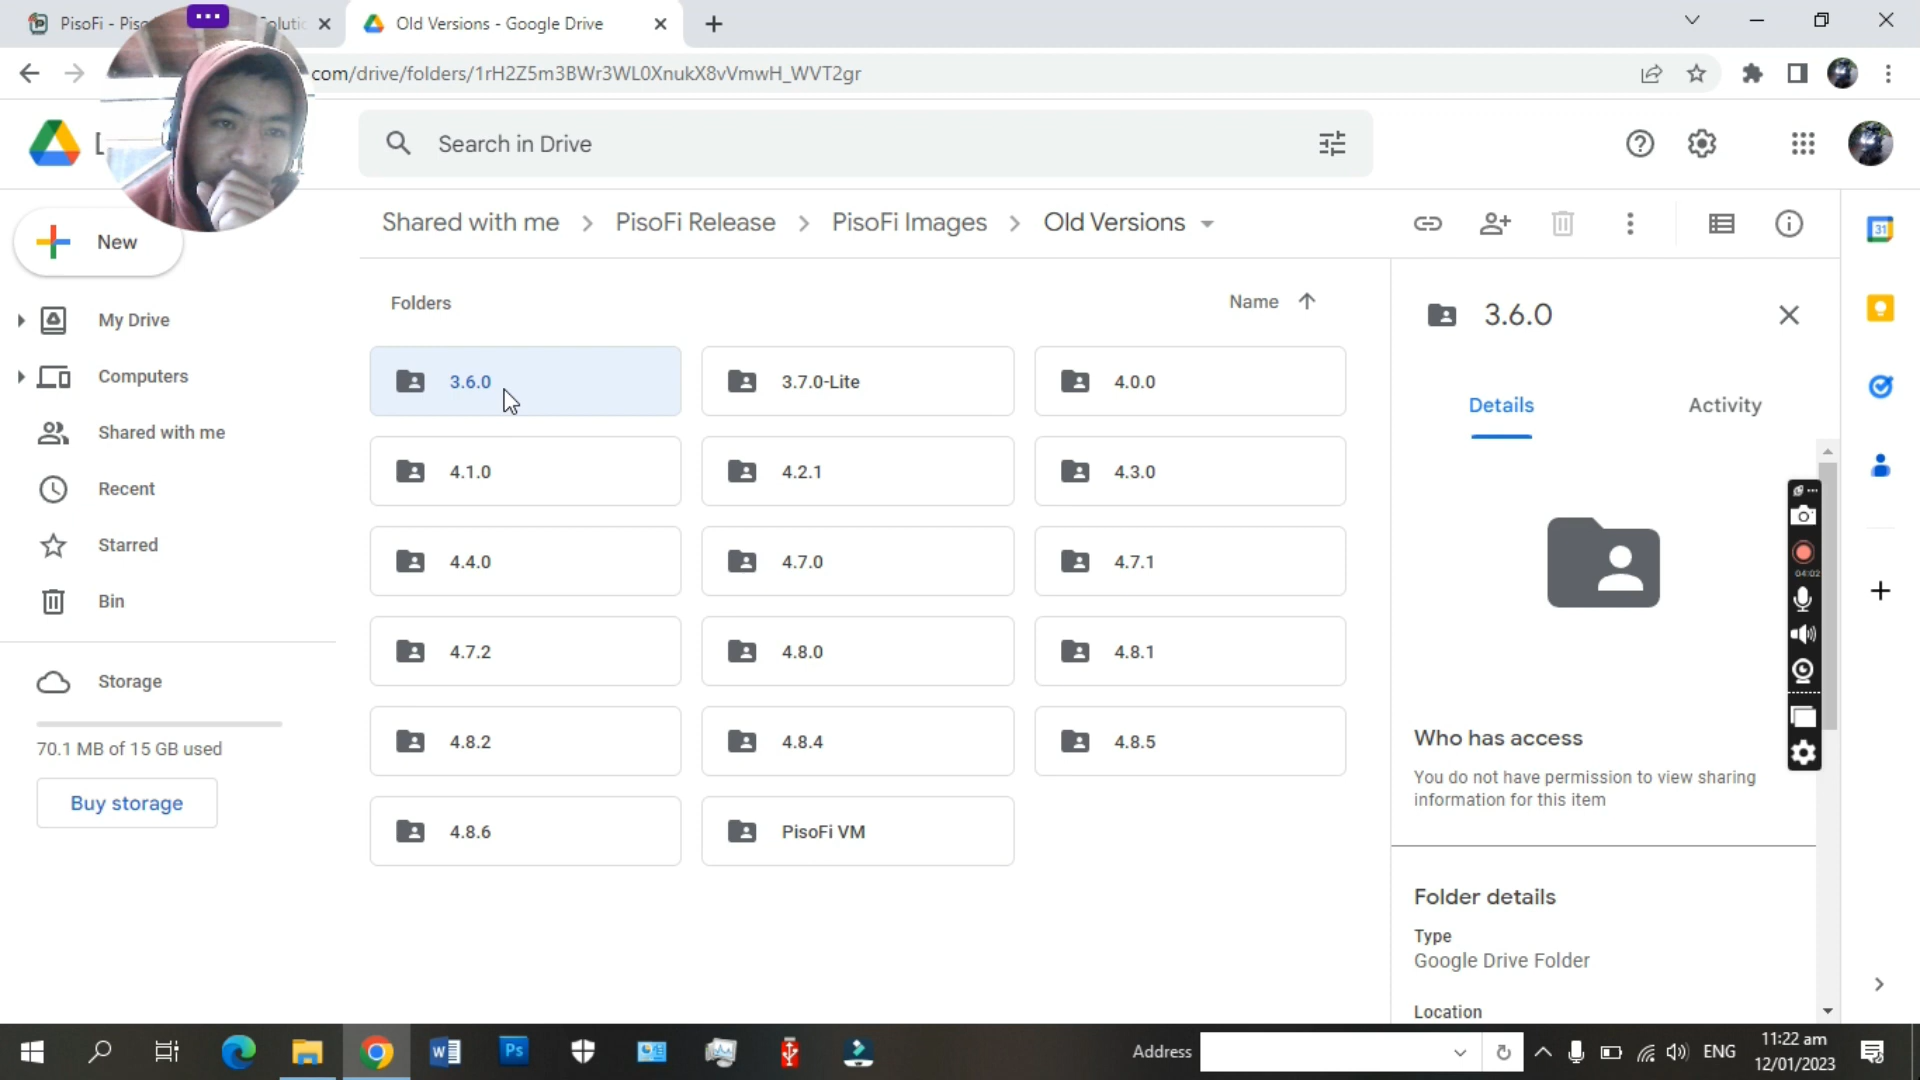 PisoFi - Piso
Solutio
Old Versions - Google Drive
com/drive/folders/1rH2Z5m3BWr3WL0XnukX8vVmwH_WVT2gr
Search in Drive
New
Shared with me > PisoFi Release > PisoFi Images > Old Versions
31
Folders
Name
3.6.0
My Drive
Computers
Shared with me
Recent
Starred
Bin
Storage
70.1 MB of 15 GB used
Buy storage
3.6.0
3.7.0-Lite
4.0.0
4.1.0
4.2.1
4.3.0
4.4.0
4.7.0
4.7.1
4.7.2
4.8.0
4.8.1
4.8.2
4.8.4
4.8.5
4.8.6
PisoFi VM
Details
Activity
04:02
Who has access
You do not have permission to view sharing
information for this item
Folder details
Type
Google Drive Folder
Location
W
Ps
Address
ENG
11:22 am
12/01/2023